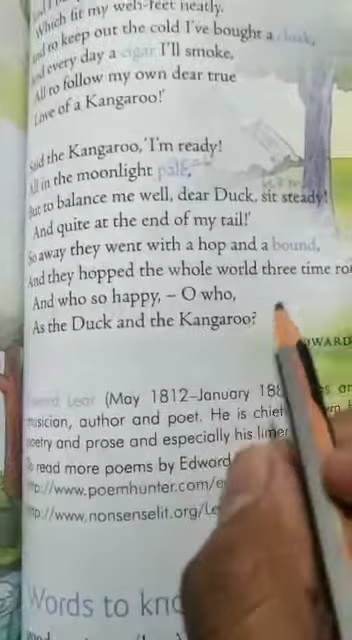 Which fit my web-feet neatly.
to keep out the cold I've bought a cloak,
every day a cigar I'll smoke,
All to follow my own dear true
Love of a Kangaroo!'
Said the Kangaroo, 'I'm ready!
All in the moonlight pale,
But to balance me well, dear Duck, sit steady!
And quite at the end of my tail!'
So away they went with a hop and a bound,
And they hopped the whole world three time
And who so happy, – O who,
As the Duck and the Kangaroo?
Lear (May 1812–January 188
musician, author and poet. He is chief
poetry and prose and especially his limer
To read more poems by Edward
http://www.poemhunter.com/e
http://www.nonsenselit.org/Le
Words to kno